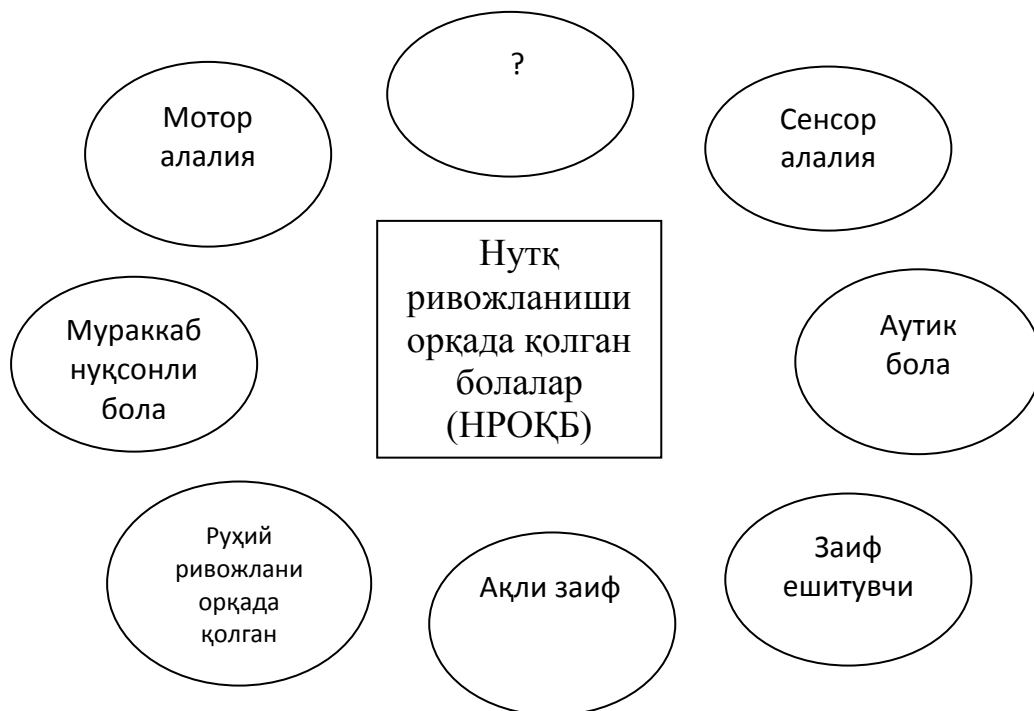 ?
Мотор
алалия
Сенсор
алалия
Нутқ
ривожланиши
орқада қолган
болалар
(НРОҚБ)
Мураккаб
нуқсонли
бола
Аутик
бола
Руҳий
ривожлани
орқада
қолган
Ақли заиф
Заиф
ешитувчи